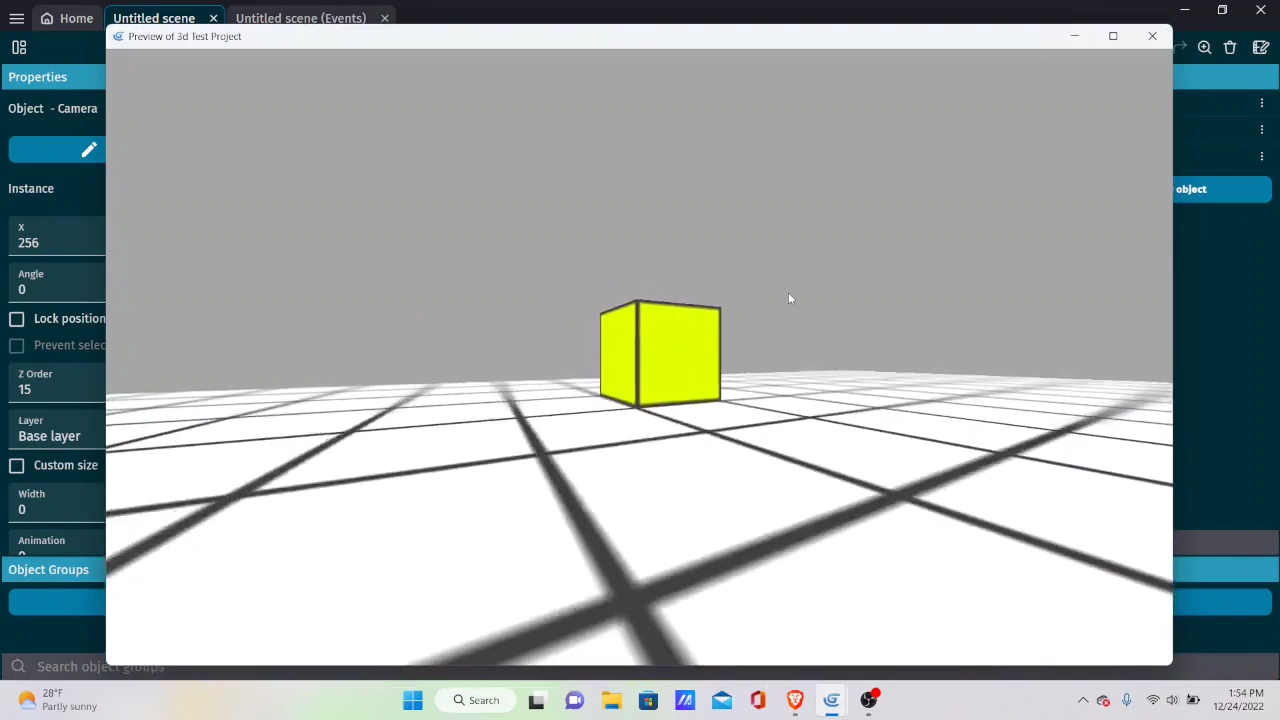 Home
Untitled scene
Untitled scene (Events)
Preview of 3d Test Project
Properties
Object - Camera
Instance
X
256
Angle
0
Lock position
Prevent selec
Z Order
15
Layer
Base layer
Custom size
Width
0
Animation
Object Groups
Search object groups
object
28°F
Partly sunny
Search
1:34 PM
12/24/2022